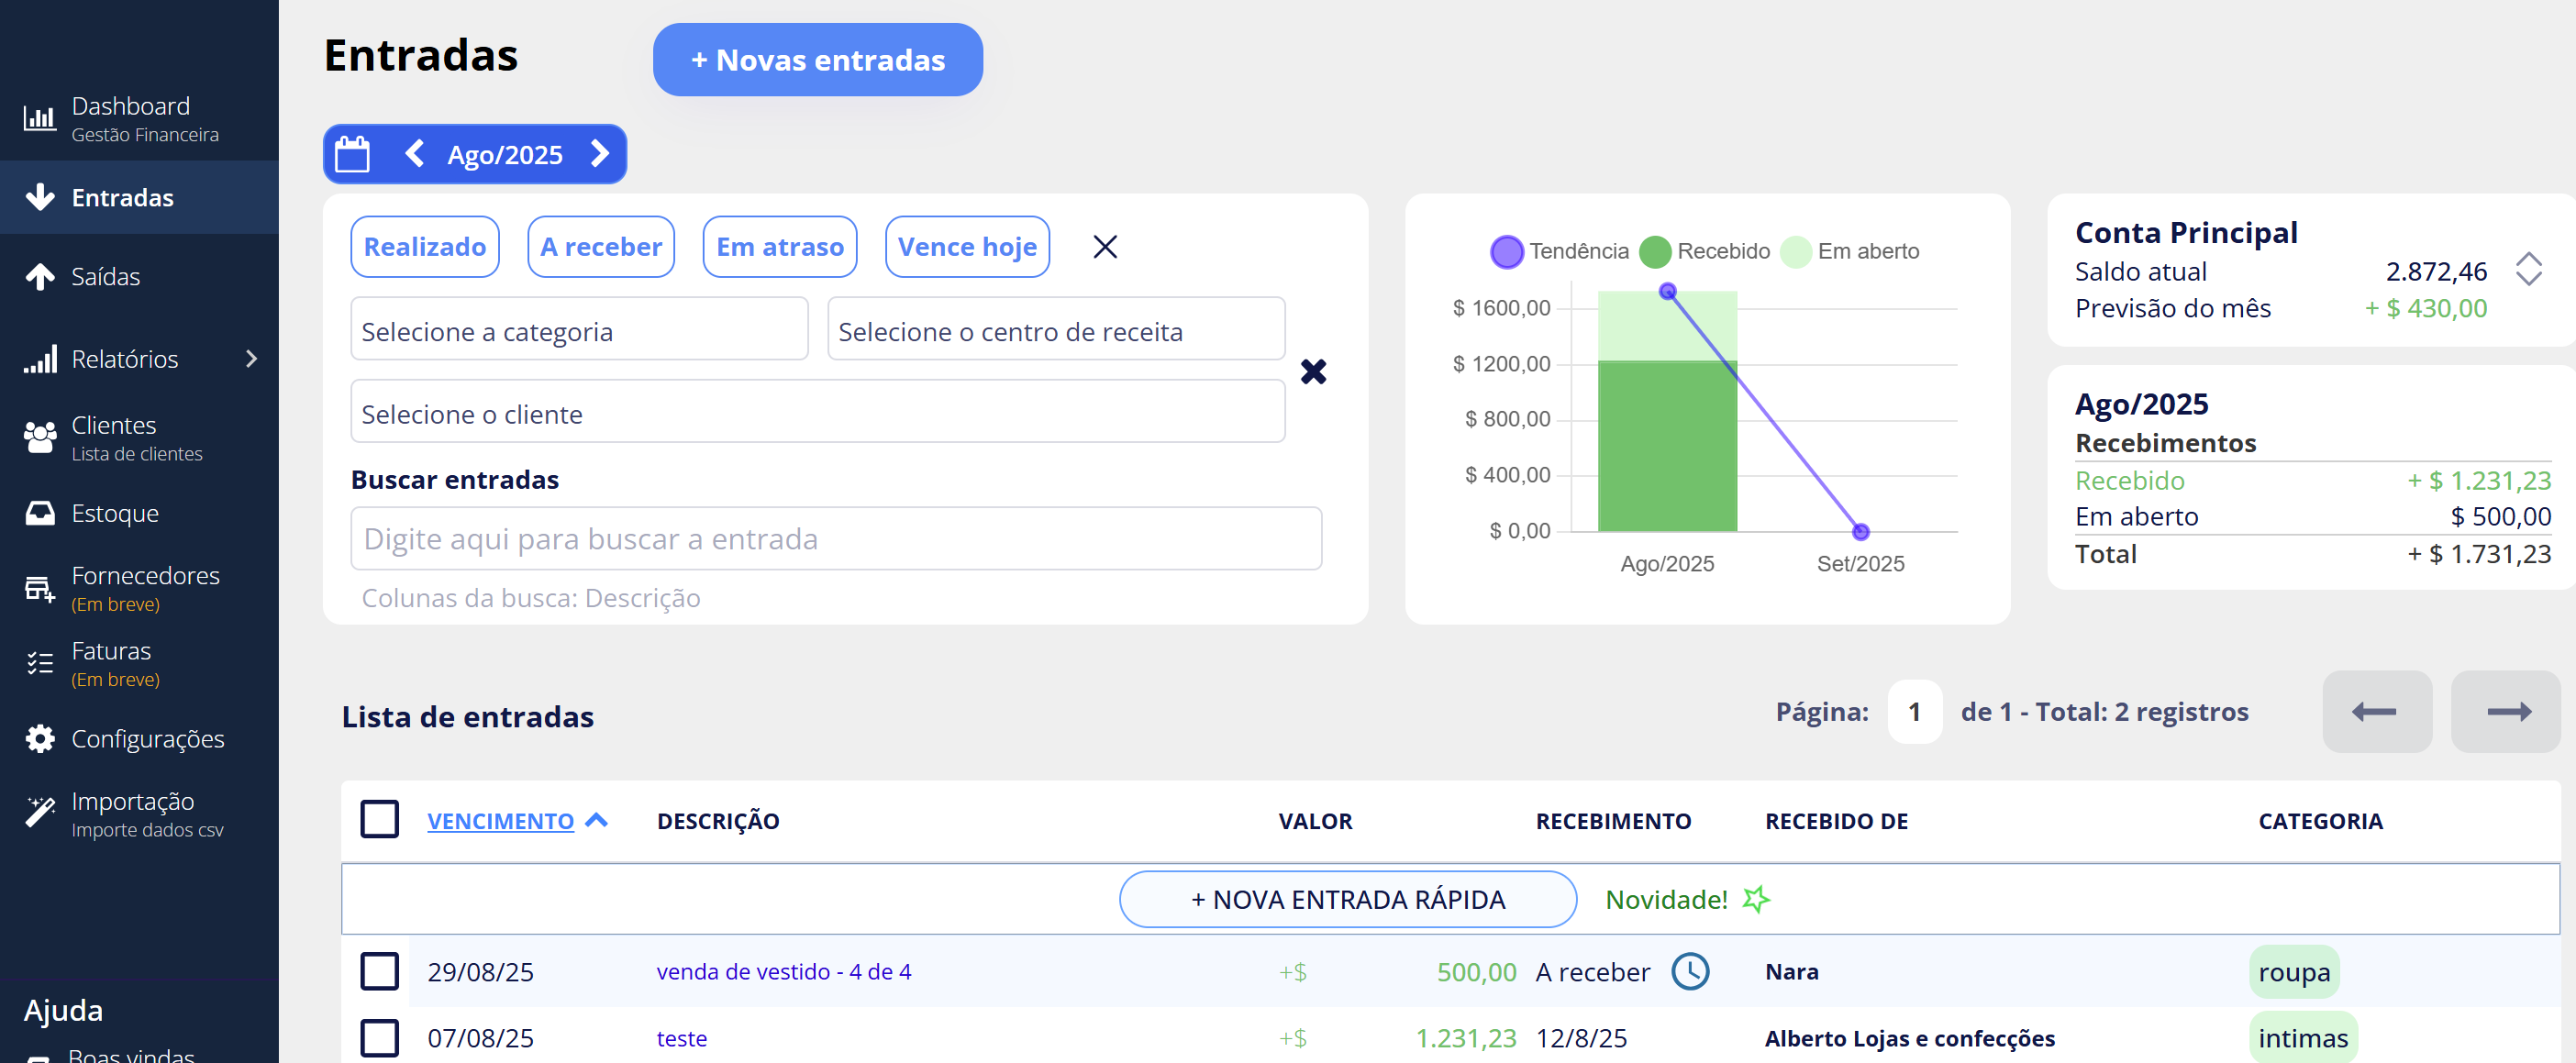 Dashboard
Gestão Financeira
Entradas
Saídas
Relatórios
Clientes
Lista de clientes
Estoque
Fornecedores
(Em breve)
Faturas
(Em breve)
Configurações
Importação
Importe dados csv
Ajuda
Boas vindas
Entradas
+ Novas entradas
Ago/2025
Realizado A receber Em atraso Vence hoje
Selecione a categoria Selecione o centro de receita
Selecione o cliente
Buscar entradas
Digite aqui para buscar a entrada
Colunas da busca: Descrição
Tendência Recebido Em aberto
$ 1600,00
$ 1200,00
$ 800,00
$ 400,00
$ 0,00
Ago/2025 Set/2025
Conta Principal
Saldo atual 2.872,46
Previsão do mês + $ 430,00
Ago/2025
Recebimentos
Recebido + $ 1.231,23
Em aberto $ 500,00
Total + $ 1.731,23
Lista de entradas
Página: 1 de 1 - Total: 2 registros
VENCIMENTO DESCRIÇÃO VALOR RECEBIMENTO RECEBIDO DE CATEGORIA
+ NOVA ENTRADA RÁPIDA Novidade!
29/08/25 venda de vestido - 4 de 4 +$ 500,00 A receber Nara roupa
07/08/25 teste +$ 1.231,23 12/8/25 Alberto Lojas e confecções intimas